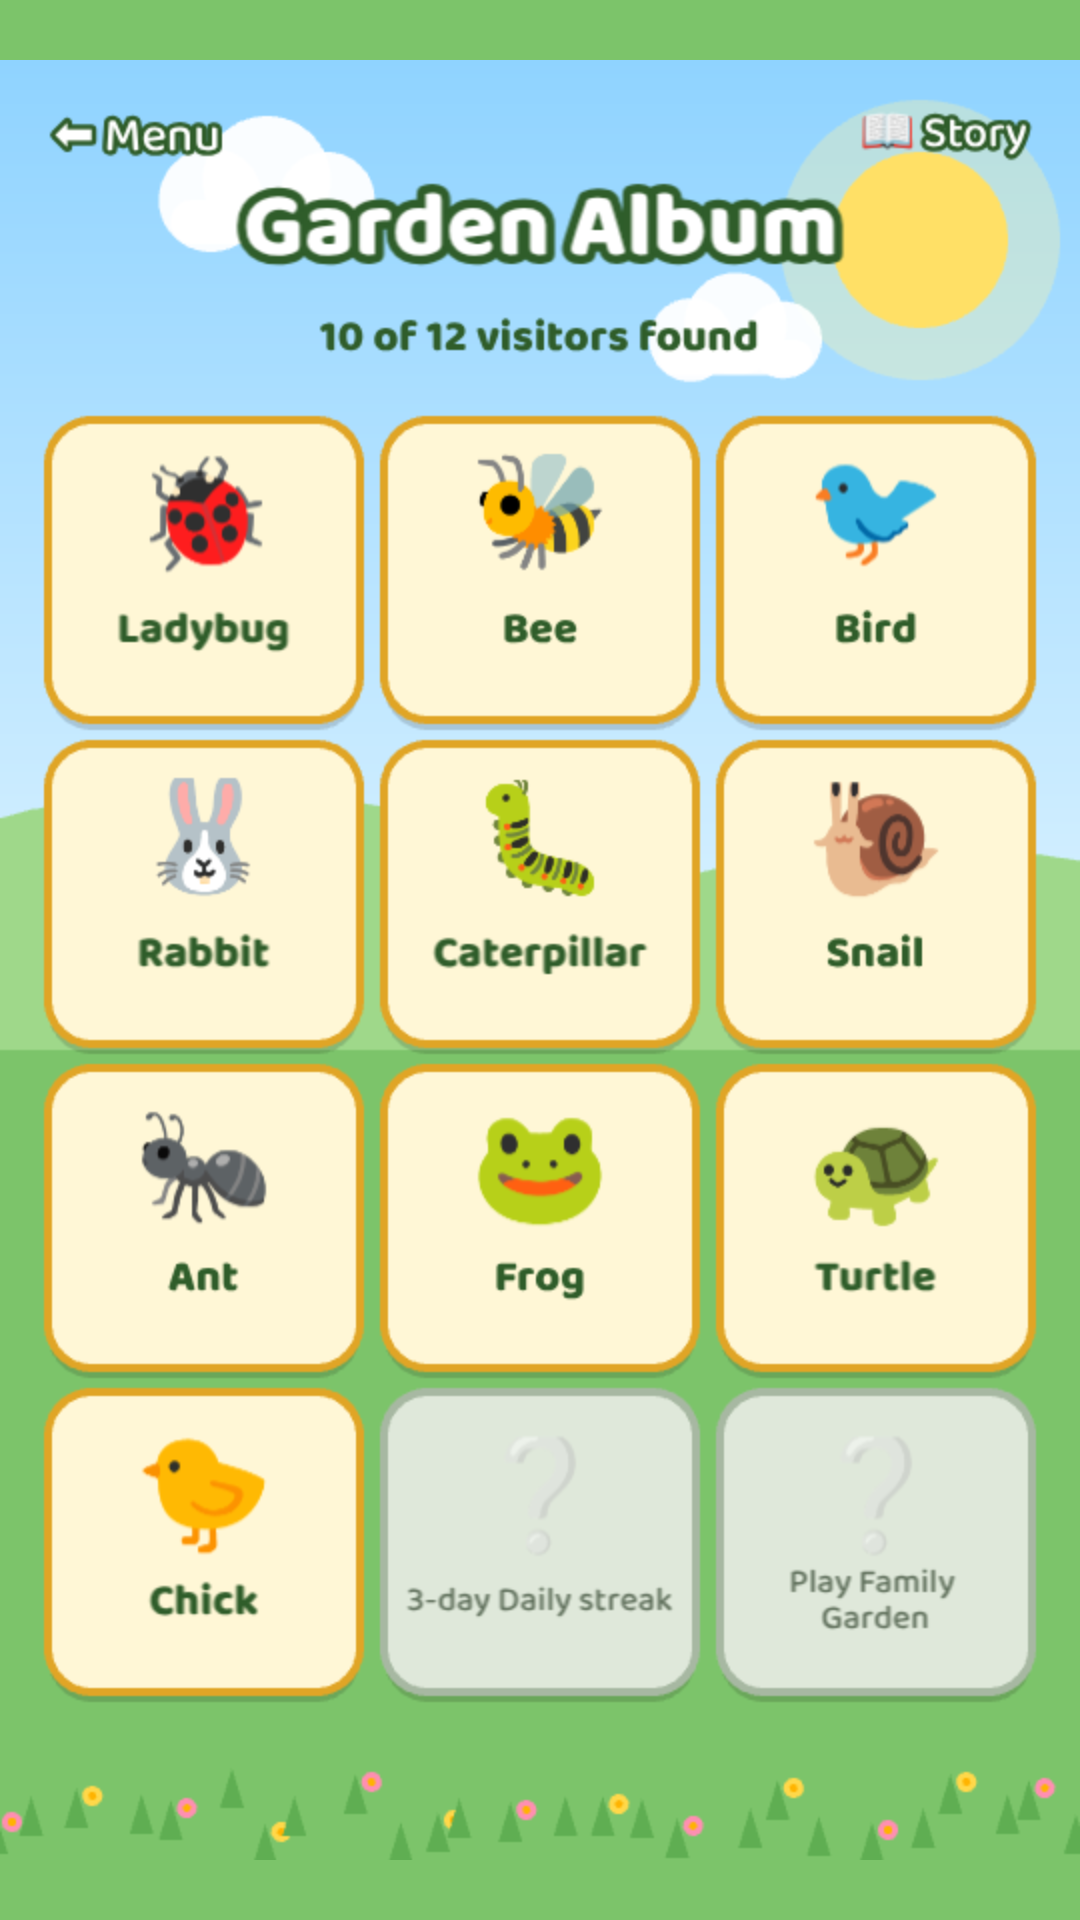 ⬅ Menu
📖 Story
Garden Album
10 of 12 visitors found
Ladybug
Bee
Bird
Rabbit
Caterpillar
Snail
Ant
Frog
Turtle
Chick
❔
3-day Daily streak
❔
Play Family
Garden